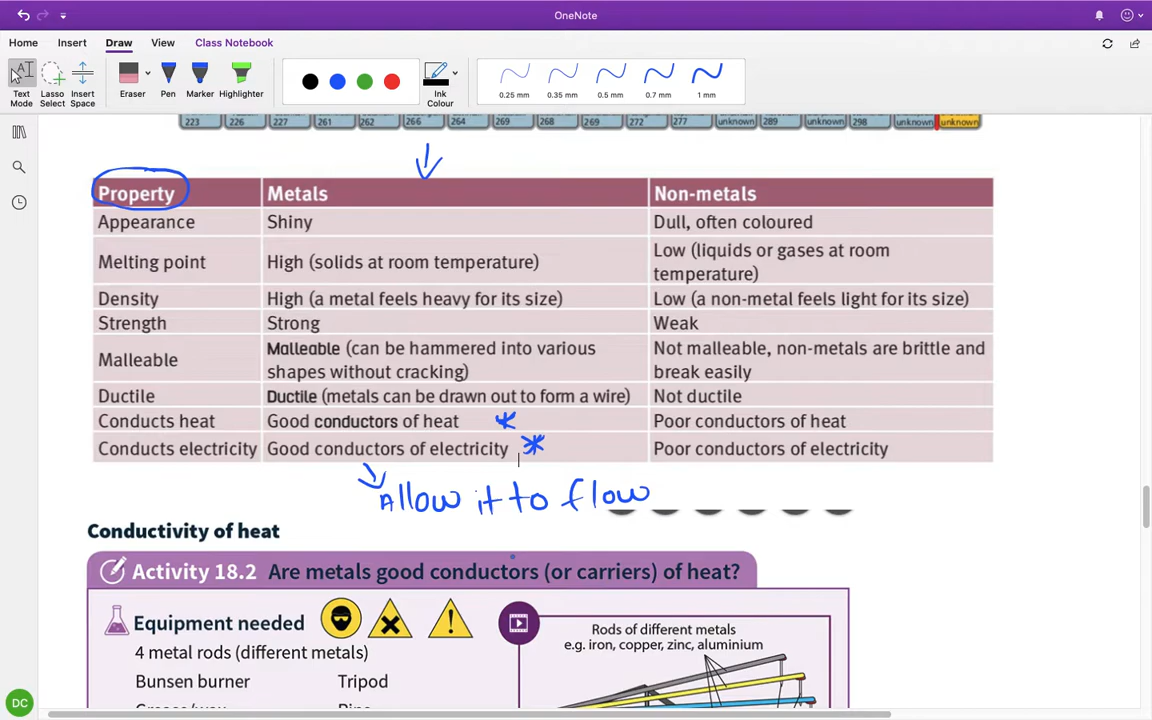 OneNote
Home Insert Draw View Class Notebook
Text Mode
Lasso Select
Insert Space
Eraser
Pen
Marker
Highlighter
Ink Colour
0.25 mm 0.35 mm 0.5 mm 0.7 mm 1 mm
223 226 227 261 262 266 264 269 268 269 272 277 unknown 289 unknown 298 unknown unknown
Property Metals Non-metals
Appearance Shiny Dull, often coloured
Melting point High (solids at room temperature) Low (liquids or gases at room
temperature)
Density High (a metal feels heavy for its size) Low (a non-metal feels light for its size)
Strength Strong Weak
Malleable Malleable (can be hammered into various Not malleable, non-metals are brittle and
shapes without cracking) break easily
Ductile Ductile (metals can be drawn out to form a wire) Not ductile
Conducts heat Good conductors of heat * Poor conductors of heat
Conducts electricity Good conductors of electricity * Poor conductors of electricity
Allow it to flow
Conductivity of heat
Activity 18.2 Are metals good conductors (or carriers) of heat?
Equipment needed
4 metal rods (different metals)
Bunsen burner Tripod
Rods of different metals
e.g. iron, copper, zinc, aluminium
DC